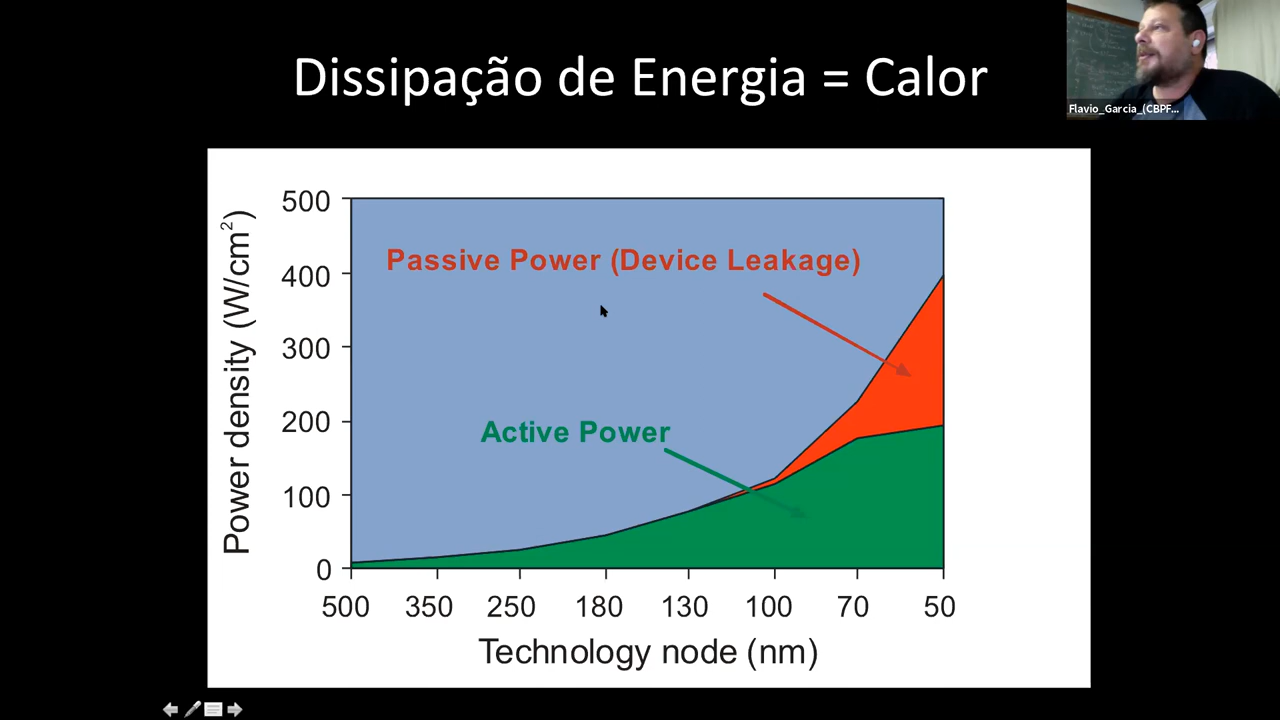 Dissipação de Energia = Calor
Flavio_Garcia_(CBPF...
Power density (W/cm²)
500
400
300
200
100
0
Passive Power (Device Leakage)
Active Power
500 350 250 180 130 100 70 50
Technology node (nm)